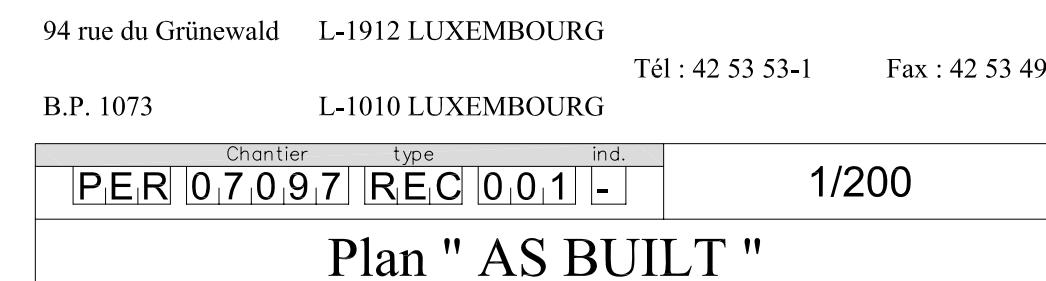 94 rue du Grünewald L-1912 LUXEMBOURG
Tél : 42 53 53-1 Fax : 42 53 49
B.P. 1073 L-1010 LUXEMBOURG
Chantier type ind.
PER 07097 REC 001 - 1/200
Plan " AS BUILT "